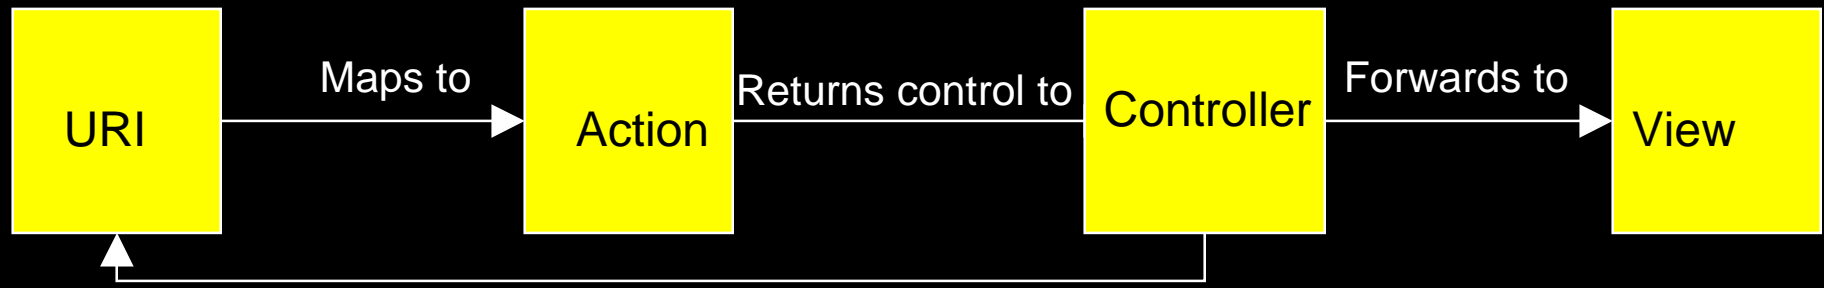 URI
Maps to
Action
Returns control to
Controller
Forwards to
View